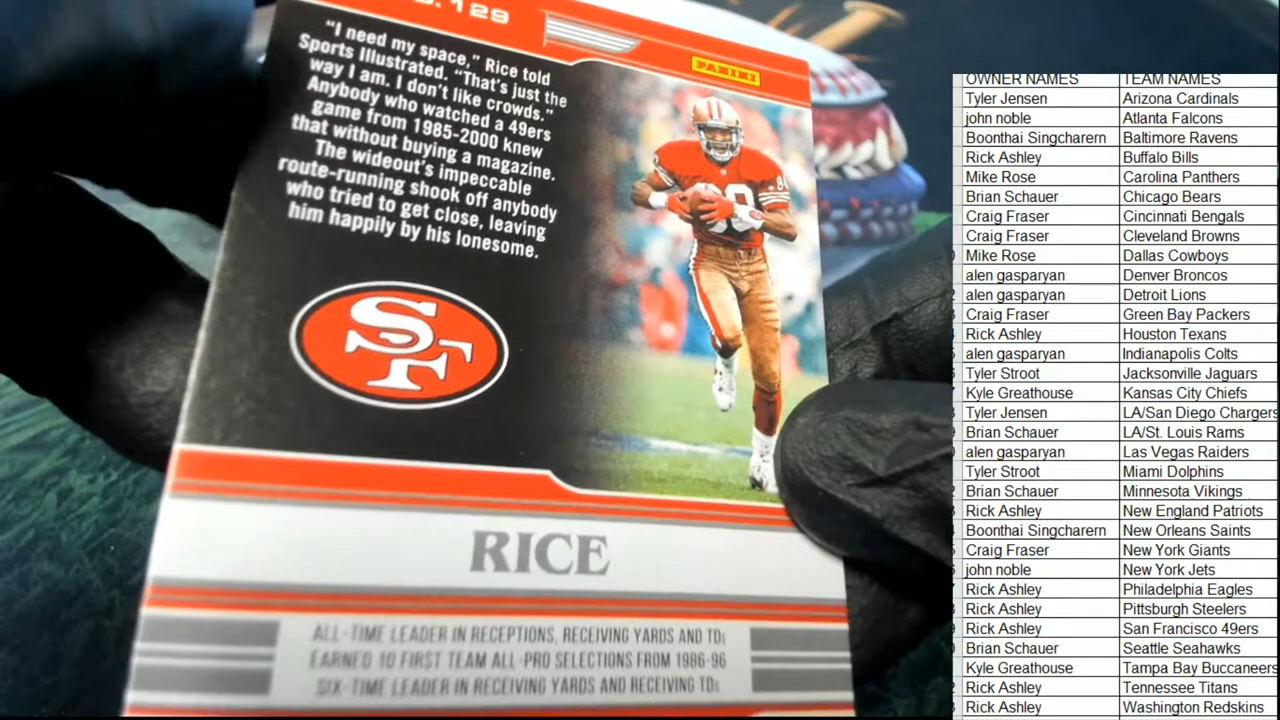 129
PANINI
"I need my space," Rice told
Sports Illustrated. "That's just the
way I am. I don't like crowds."
Anybody who watched a 49ers
game from 1985-2000 knew
that without buying a magazine.
The wideout's impeccable
route-running shook off anybody
who tried to get close, leaving
him happily by his lonesome.
SF
80
RICE
ALL-TIME LEADER IN RECEPTIONS, RECEIVING YARDS AND TDs
EARNED 10 FIRST TEAM ALL-PRO SELECTIONS FROM 1986-96
RECEIVING YARDS AND RECEIVING TDs
OWNER NAMES TEAM NAMES
Tyler Jensen Arizona Cardinals
john noble Atlanta Falcons
Boonthai Singcharern Baltimore Ravens
Rick Ashley Buffalo Bills
Mike Rose Carolina Panthers
Brian Schauer Chicago Bears
Craig Fraser Cincinnati Bengals
Craig Fraser Cleveland Browns
Mike Rose Dallas Cowboys
alen gasparyan Denver Broncos
alen gasparyan Detroit Lions
Craig Fraser Green Bay Packers
Rick Ashley Houston Texans
alen gasparyan Indianapolis Colts
Tyler Stroot Jacksonville Jaguars
Kyle Greathouse Kansas City Chiefs
Tyler Jensen LA/San Diego Chargers
Brian Schauer LA/St. Louis Rams
alen gasparyan Las Vegas Raiders
Tyler Stroot Miami Dolphins
Brian Schauer Minnesota Vikings
Rick Ashley New England Patriots
Boonthai Singcharern New Orleans Saints
Craig Fraser New York Giants
john noble New York Jets
Rick Ashley Philadelphia Eagles
Rick Ashley Pittsburgh Steelers
Rick Ashley San Francisco 49ers
Brian Schauer Seattle Seahawks
Kyle Greathouse Tampa Bay Buccaneers
Rick Ashley Tennessee Titans
Rick Ashley Washington Redskins